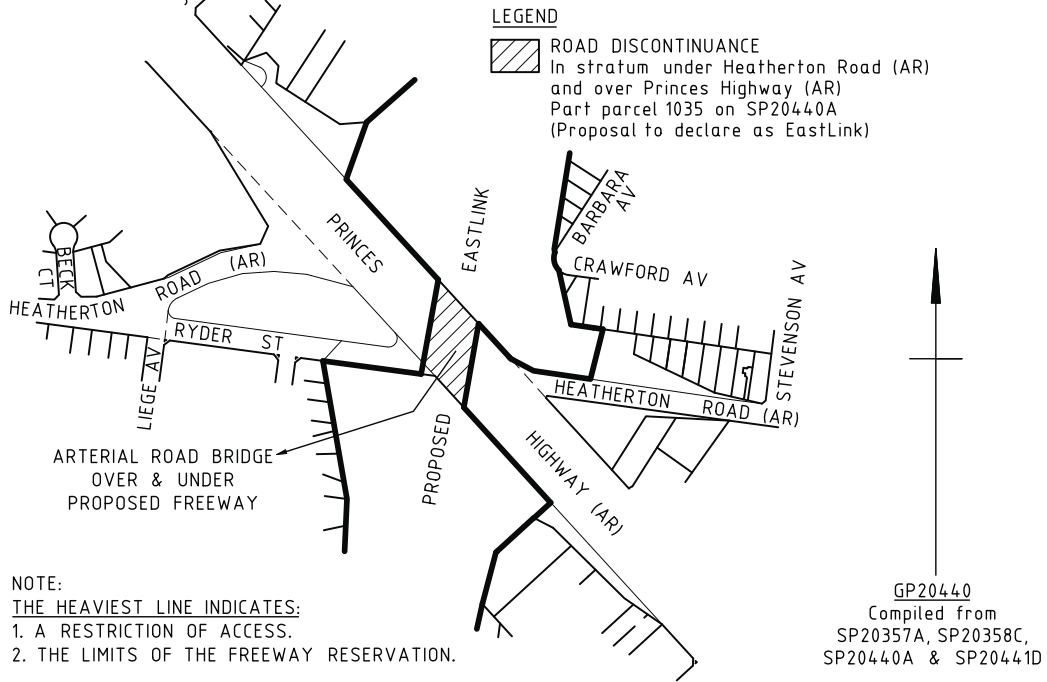 LEGEND
ROAD DISCONTINUANCE
In stratum under Heatherton Road (AR)
and over Princes Highway (AR)
Part parcel 1035 on SP20440A
(Proposal to declare as EastLink)
BARBARA
AV
EASTLINK
PRINCES
CRAWFORD AV
STEVENSON AV
BECK
CT
ROAD (AR)
HEATHERTON
RYDER ST
LIEGE AV
HEATHERTON ROAD (AR)
PROPOSED
HIGHWAY (AR)
ARTERIAL ROAD BRIDGE
OVER & UNDER
PROPOSED FREEWAY
NOTE:
THE HEAVIEST LINE INDICATES:
1. A RESTRICTION OF ACCESS.
2. THE LIMITS OF THE FREEWAY RESERVATION.
GP20440
Compiled from
SP20357A, SP20358C,
SP20440A & SP20441D